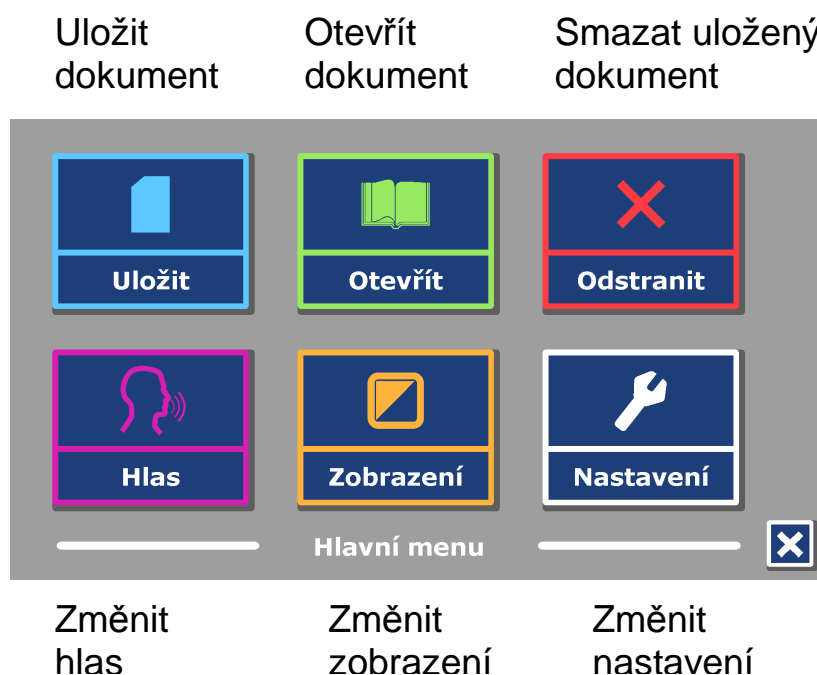 Uložit Otevřít Smazat uložený
dokument dokument dokument
Uložit Otevřít Odstranit
Hlas Zobrazení Nastavení
Hlavní menu
Změnit Změnit Změnit
hlas zobrazení nastavení